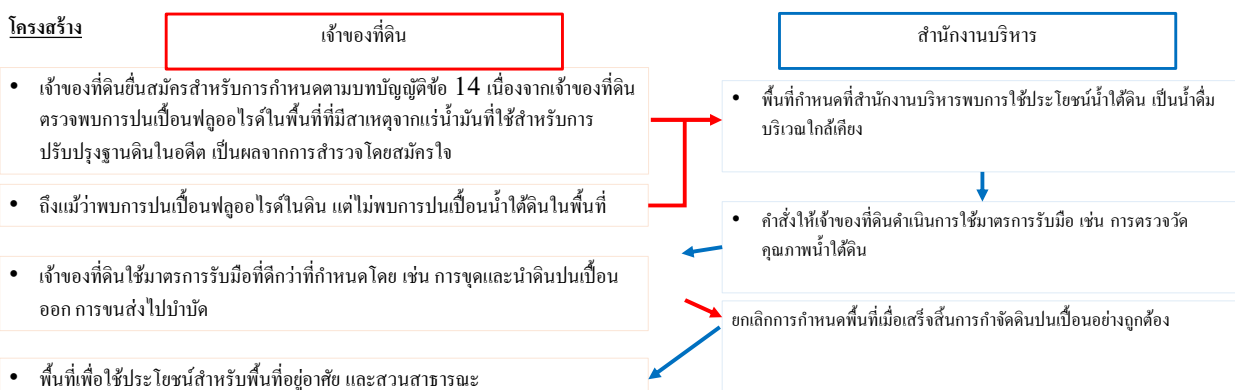 โครงสร้าง
เจ้าของที่ดิน
สำนักงานบริหาร
• เจ้าของที่ดินยื่นสมัครสำหรับการกำหนดตามบทบัญญัติข้อ 14 เนื่องจากเจ้าของที่ดิน
ตรวจพบการปนเปื้อนฟลูออไรด์ในพื้นที่ที่มีสาเหตุจากแร่น้ำมันที่ใช้สำหรับการ
ปรับปรุงฐานดินในอดีต เป็นผลจากการสำรวจโดยสมัครใจ
• ถึงแม้ว่าพบการปนเปื้อนฟลูออไรด์ในดิน แต่ไม่พบการปนเปื้อนน้ำใต้ดินในพื้นที่
• พื้นที่กำหนดที่สำนักงานบริหารพบการใช้ประโยชน์น้ำใต้ดิน เป็นน้ำดื่ม
บริเวณใกล้เคียง
• คำสั่งให้เจ้าของที่ดินดำเนินการใช้มาตรการรับมือ เช่น การตรวจวัด
คุณภาพน้ำใต้ดิน
• เจ้าของที่ดินใช้มาตรการรับมือที่ดีกว่าที่กำหนดโดย เช่น การขุดและนำดินปนเปื้อน
ออก การขนส่งไปบำบัด
ยกเลิกการกำหนดพื้นที่เมื่อเสร็จสิ้นการกำจัดดินปนเปื้อนอย่างถูกต้อง
• พื้นที่เพื่อใช้ประโยชน์สำหรับพื้นที่อยู่อาศัย และสวนสาธารณะ